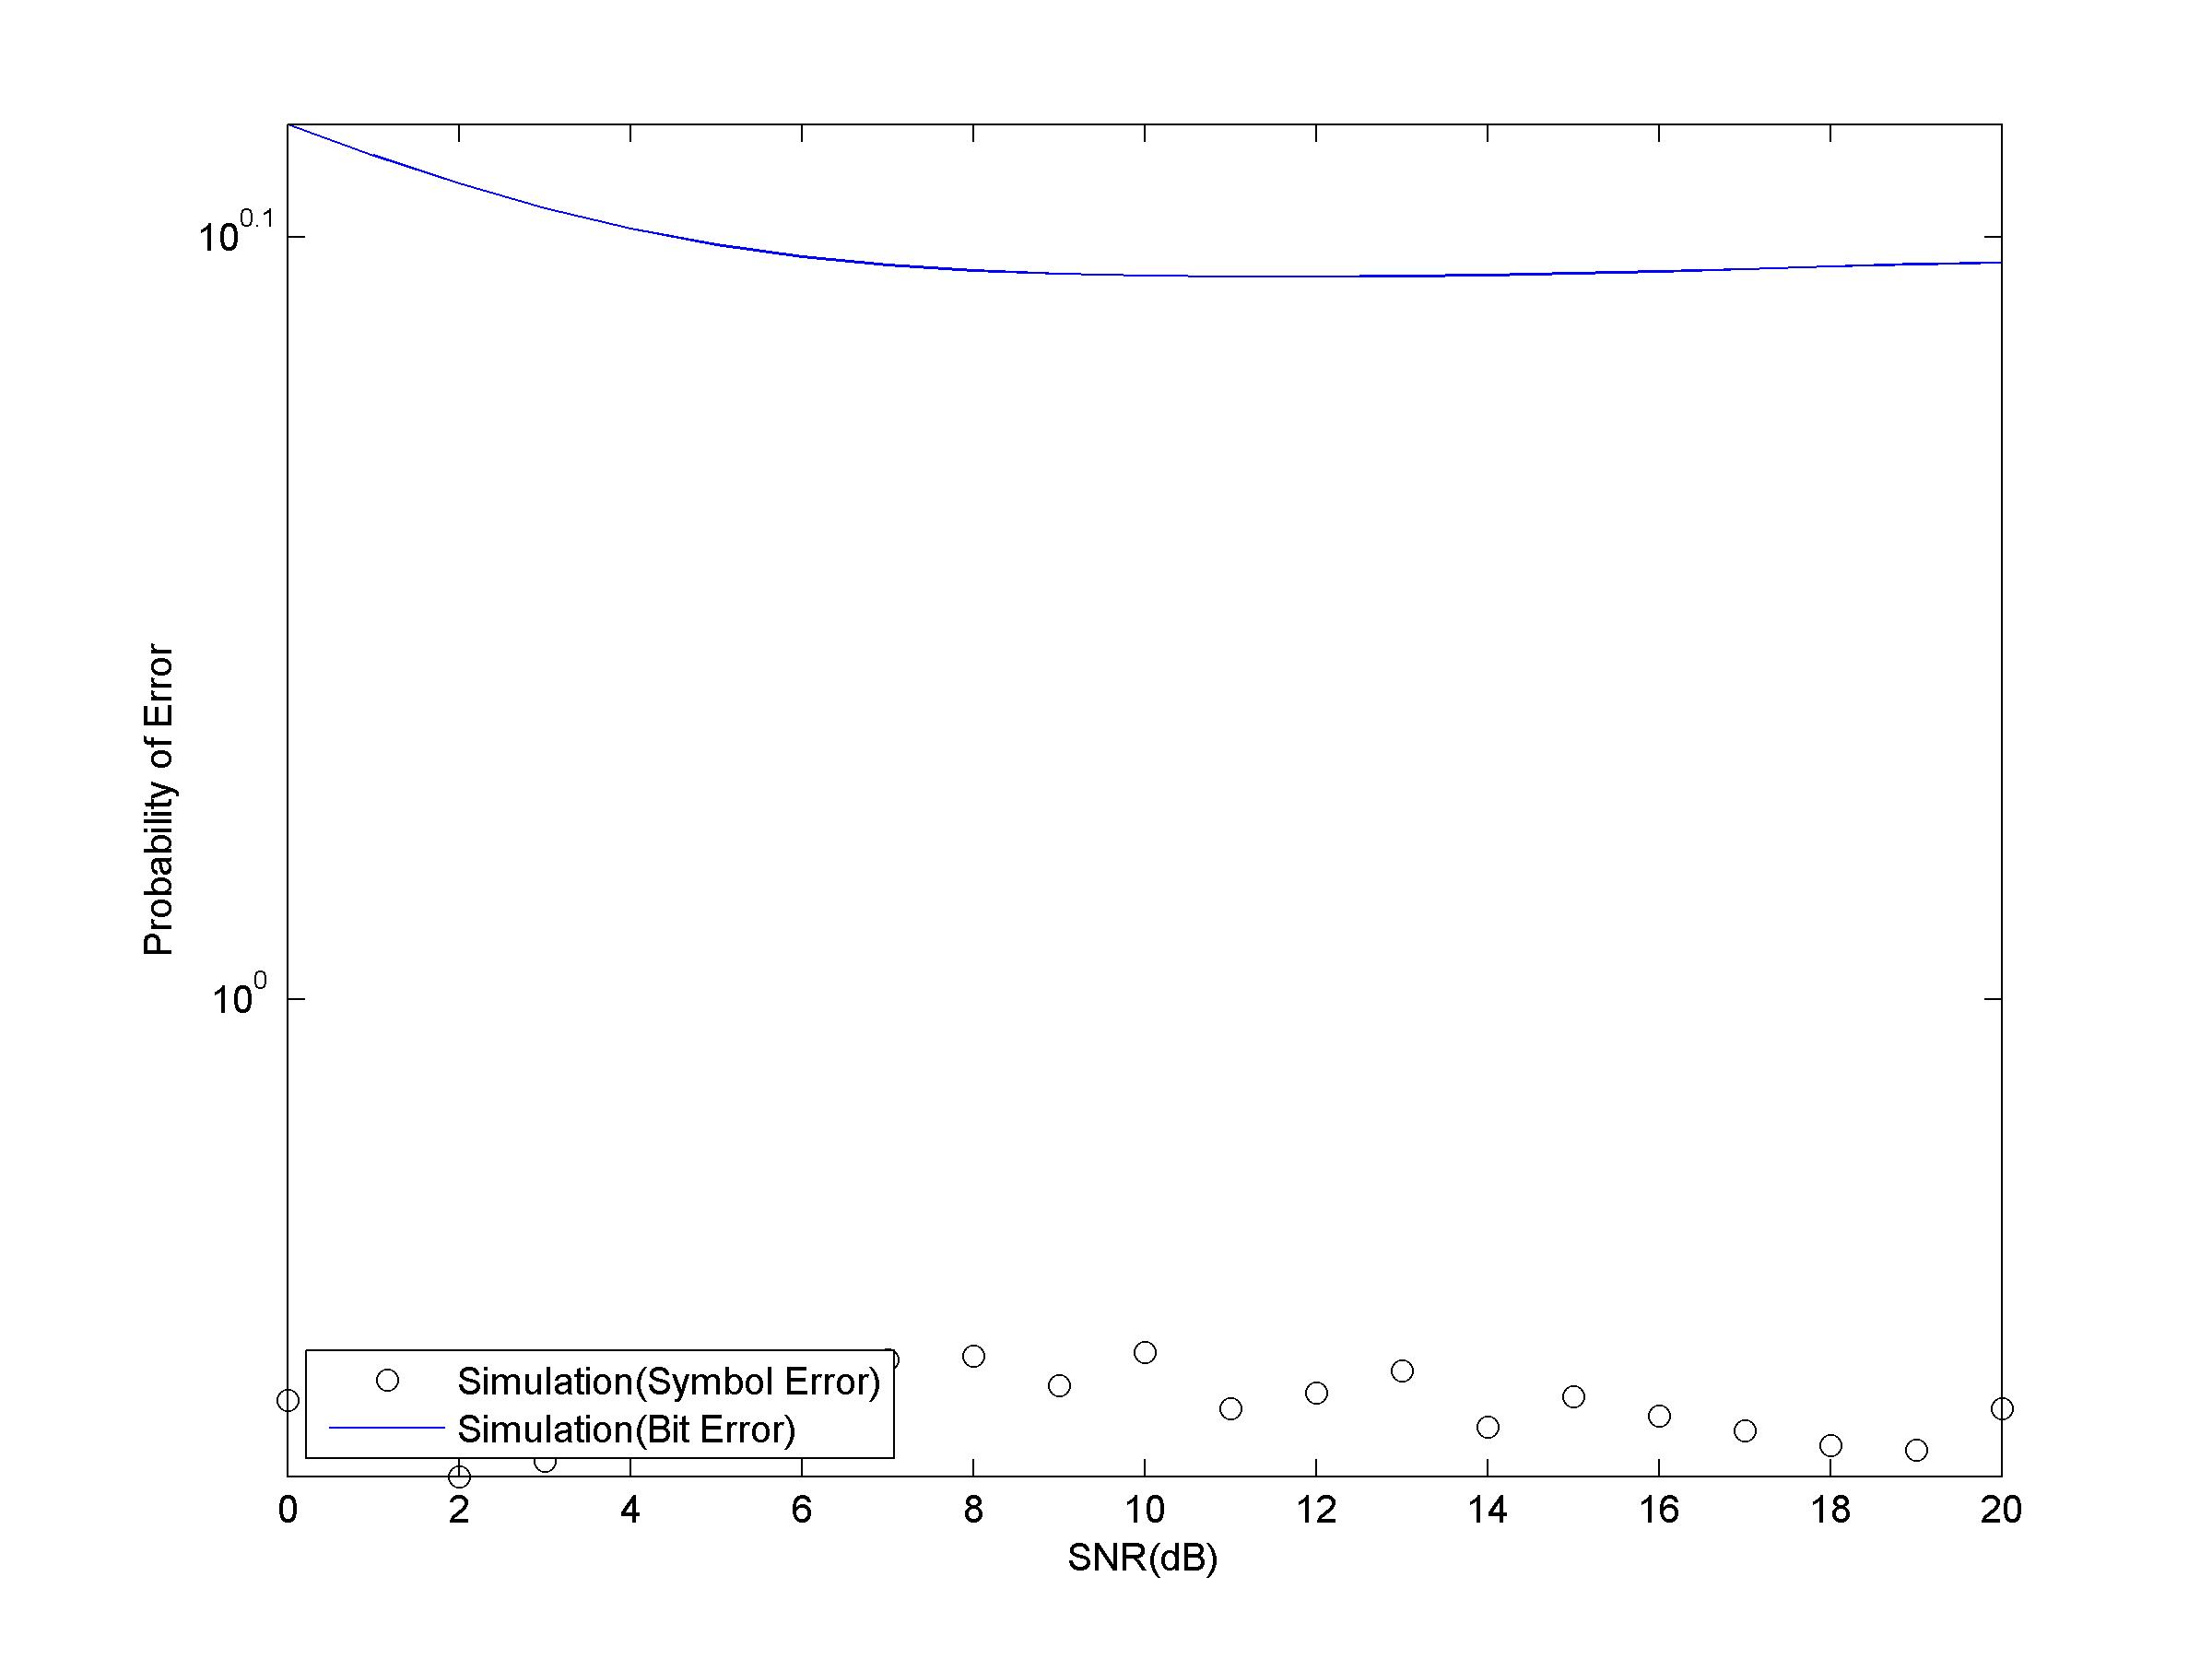 10^0.1
Probability of Error
10^0
Simulation(Symbol Error)
Simulation(Bit Error)
0 2 4 6 8 10 12 14 16 18 20
SNR(dB)